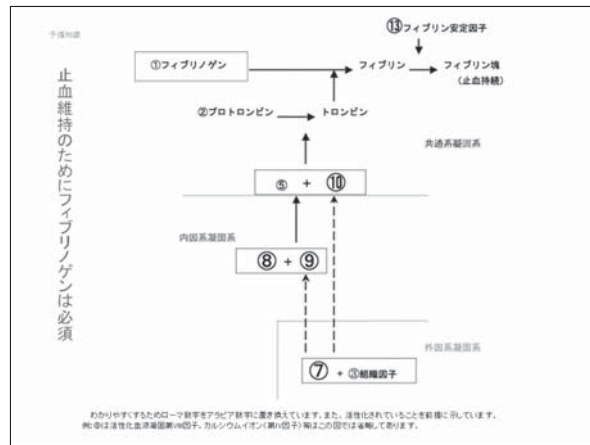 予備知識
止血維持のためにフィブリノゲンは必須
⑬フィブリン安定因子
①フィブリノゲン
フィブリン
フィブリン塊
(止血持続)
②プロトロンビン
トロンビン
共通系凝固系
⑤ + ⑩
内因系凝固系
⑧ + ⑨
外因系凝固系
⑦ + ③組織因子
わかりやすくするためローマ数字をアラビア数字に置き換えています。また、活性化されていることを前提に示しています。
例:⑧は活性化血液凝固第Ⅷ因子、カルシウムイオン(第Ⅳ因子)等はこの図では省略してあります。